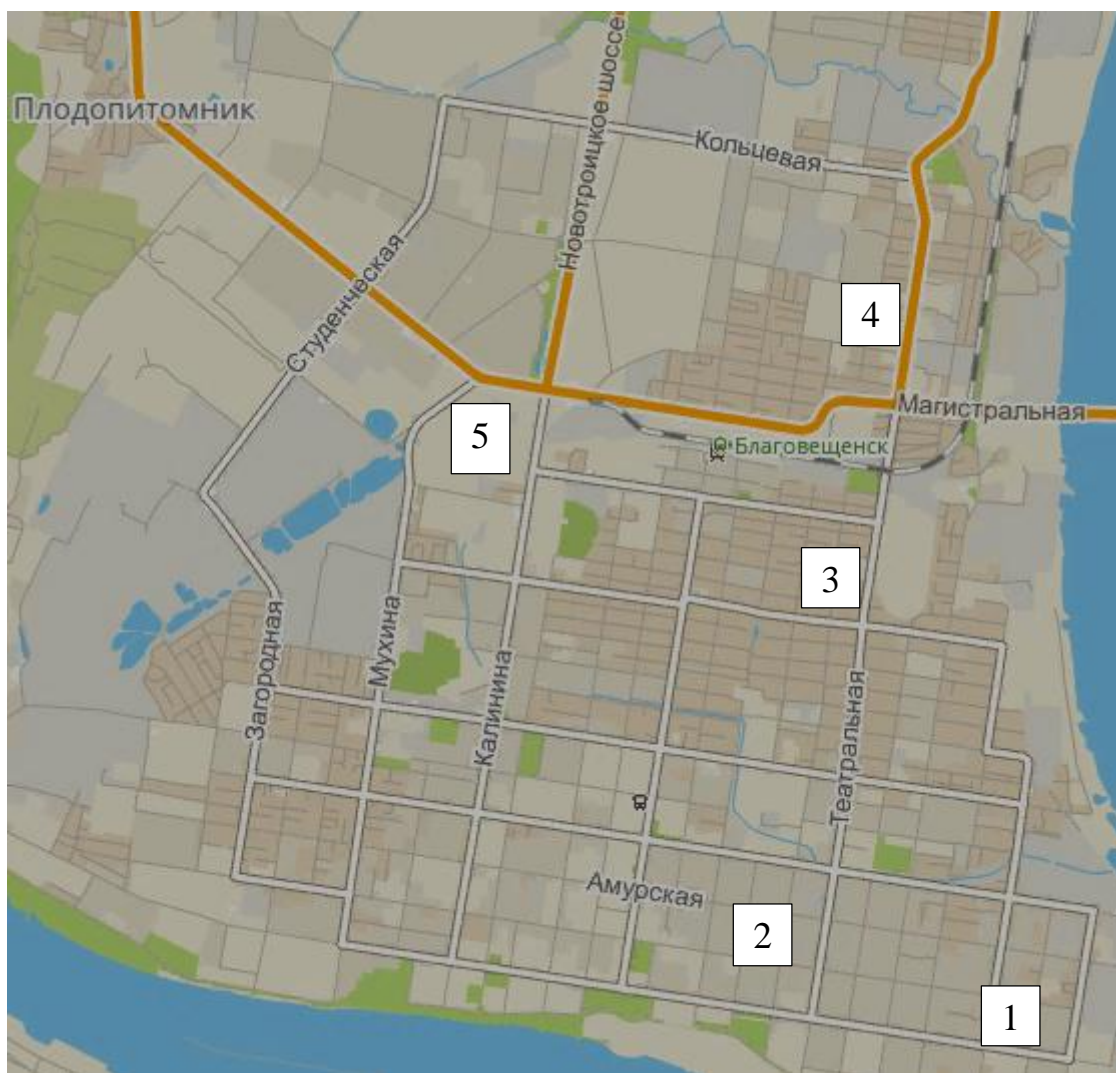 Плодопитомник
Новотроицкое шоссе
Кольцевая
Студенческая
4
Магистральная
5
Благовещенск
3
Мухина
Загородная
Калинина
Театральная
Амурская
2
1